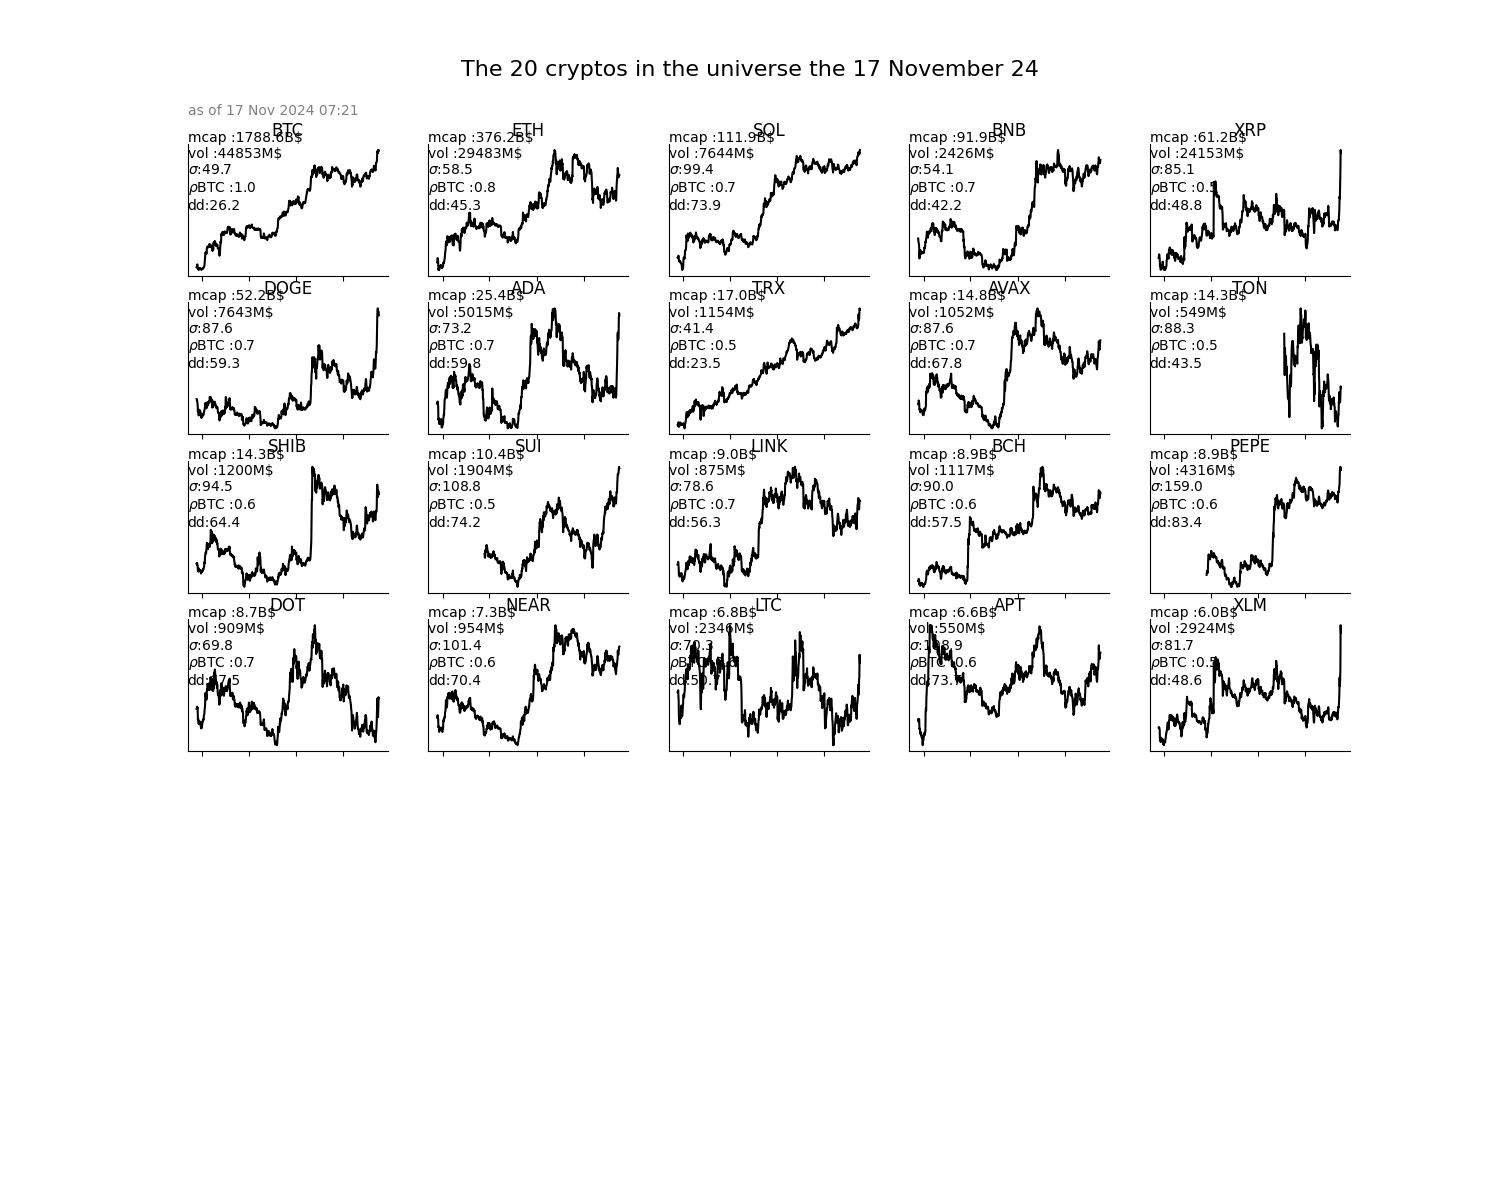 The 20 cryptos in the universe the 17 November 24
as of 17 Nov 2024 07:21
BTC
mcap :1788.6B$
vol :44853M$
σ:49.7
ρBTC :1.0
dd:26.2
ETH
mcap :376.2B$
vol :29483M$
σ:58.5
ρBTC :0.8
dd:45.3
SOL
mcap :111.9B$
vol :7644M$
σ:99.4
ρBTC :0.7
dd:73.9
BNB
mcap :91.9B$
vol :2426M$
σ:54.1
ρBTC :0.7
dd:42.2
XRP
mcap :61.2B$
vol :24153M$
σ:85.1
ρBTC :0.5
dd:48.8
DOGE
mcap :52.2B$
vol :7643M$
σ:87.6
ρBTC :0.7
dd:59.3
ADA
mcap :25.4B$
vol :5015M$
σ:73.2
ρBTC :0.7
dd:59.8
TRX
mcap :17.0B$
vol :1154M$
σ:41.4
ρBTC :0.5
dd:23.5
AVAX
mcap :14.8B$
vol :1052M$
σ:87.6
ρBTC :0.7
dd:67.8
TON
mcap :14.3B$
vol :549M$
σ:88.3
ρBTC :0.5
dd:43.5
SHIB
mcap :14.3B$
vol :1200M$
σ:94.5
ρBTC :0.6
dd:64.4
SUI
mcap :10.4B$
vol :1904M$
σ:108.8
ρBTC :0.5
dd:74.2
LINK
mcap :9.0B$
vol :875M$
σ:78.6
ρBTC :0.7
dd:56.3
BCH
mcap :8.9B$
vol :1117M$
σ:90.0
ρBTC :0.6
dd:57.5
PEPE
mcap :8.9B$
vol :4316M$
σ:159.0
ρBTC :0.6
dd:83.4
DOT
mcap :8.7B$
vol :909M$
σ:69.8
ρBTC :0.7
NEAR
mcap :7.3B$
vol :954M$
σ:101.4
ρBTC :0.6
dd:70.4
LTC
mcap :6.8B$
vol :2346M$
σ:70.3
APT
mcap :6.6B$
vol :550M$
ρBTC :0.6
XLM
mcap :6.0B$
vol :2924M$
σ:81.7
ρBTC :0.5
dd:48.6